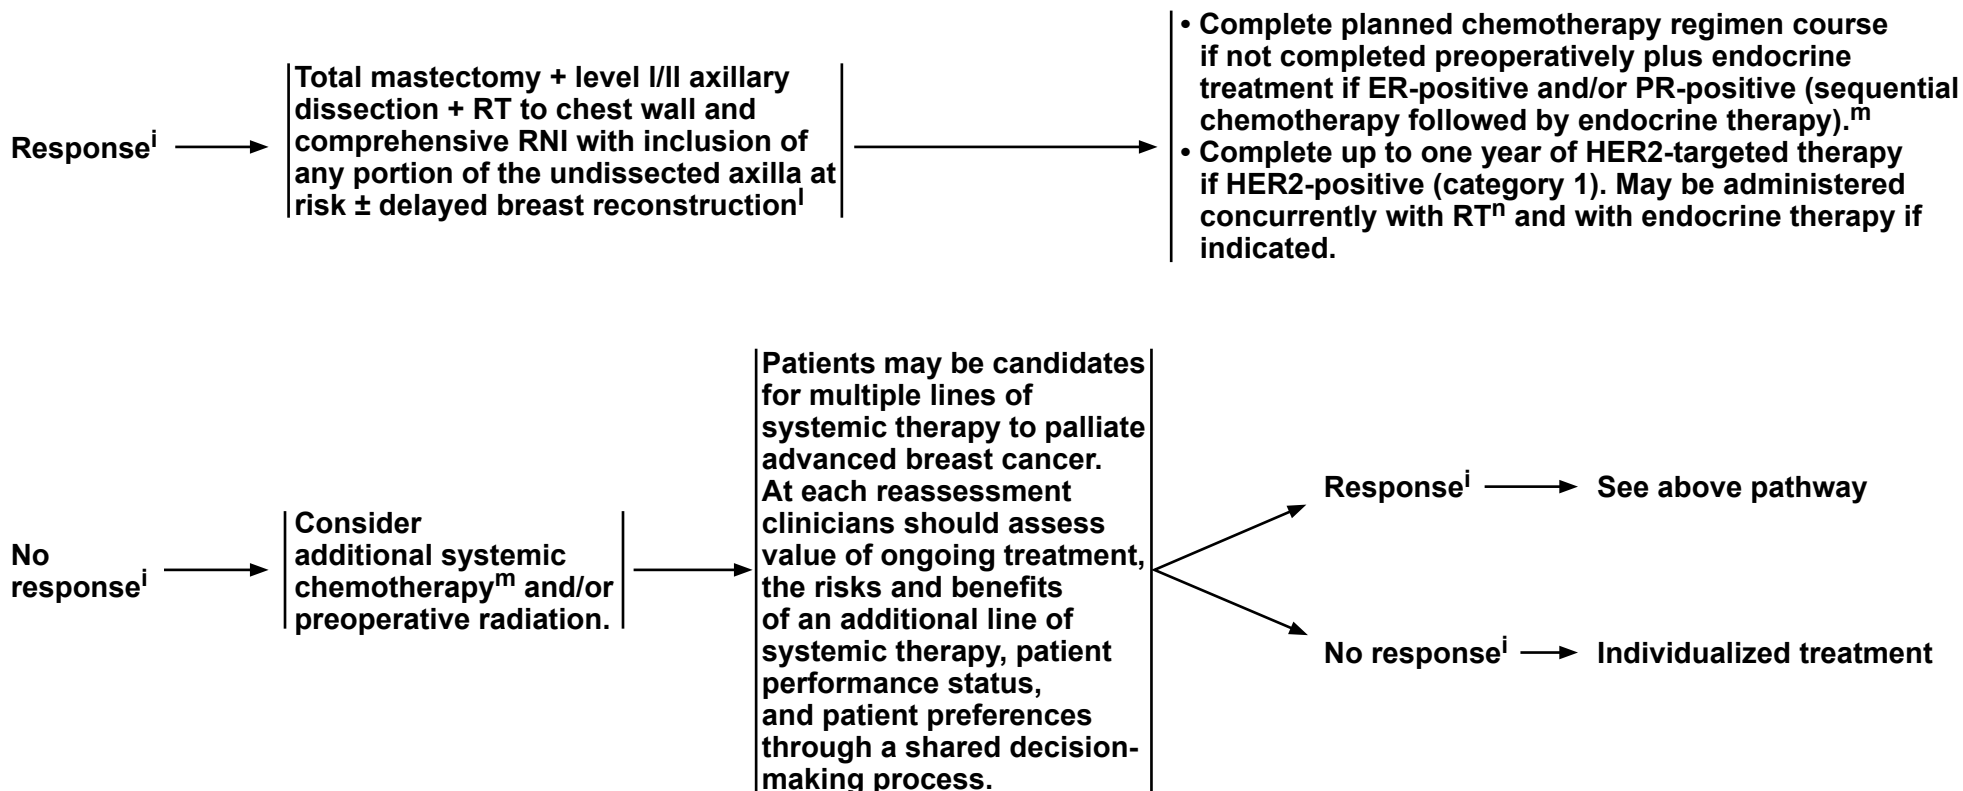 Responseⁱ
Total mastectomy + level I/II axillary
dissection + RT to chest wall and
comprehensive RNI with inclusion of
any portion of the undissected axilla at
risk ± delayed breast reconstructionˡ
• Complete planned chemotherapy regimen course
if not completed preoperatively plus endocrine
treatment if ER-positive and/or PR-positive (sequential
chemotherapy followed by endocrine therapy).ᵐ
• Complete up to one year of HER2-targeted therapy
if HER2-positive (category 1). May be administered
concurrently with RTⁿ and with endocrine therapy if
indicated.
No
responseⁱ
Consider
additional systemic
chemotherapyᵐ and/or
preoperative radiation.
Patients may be candidates
for multiple lines of
systemic therapy to palliate
advanced breast cancer.
At each reassessment
clinicians should assess
value of ongoing treatment,
the risks and benefits
of an additional line of
systemic therapy, patient
performance status,
and patient preferences
through a shared decision-
making process.
Responseⁱ
See above pathway
No responseⁱ
Individualized treatment